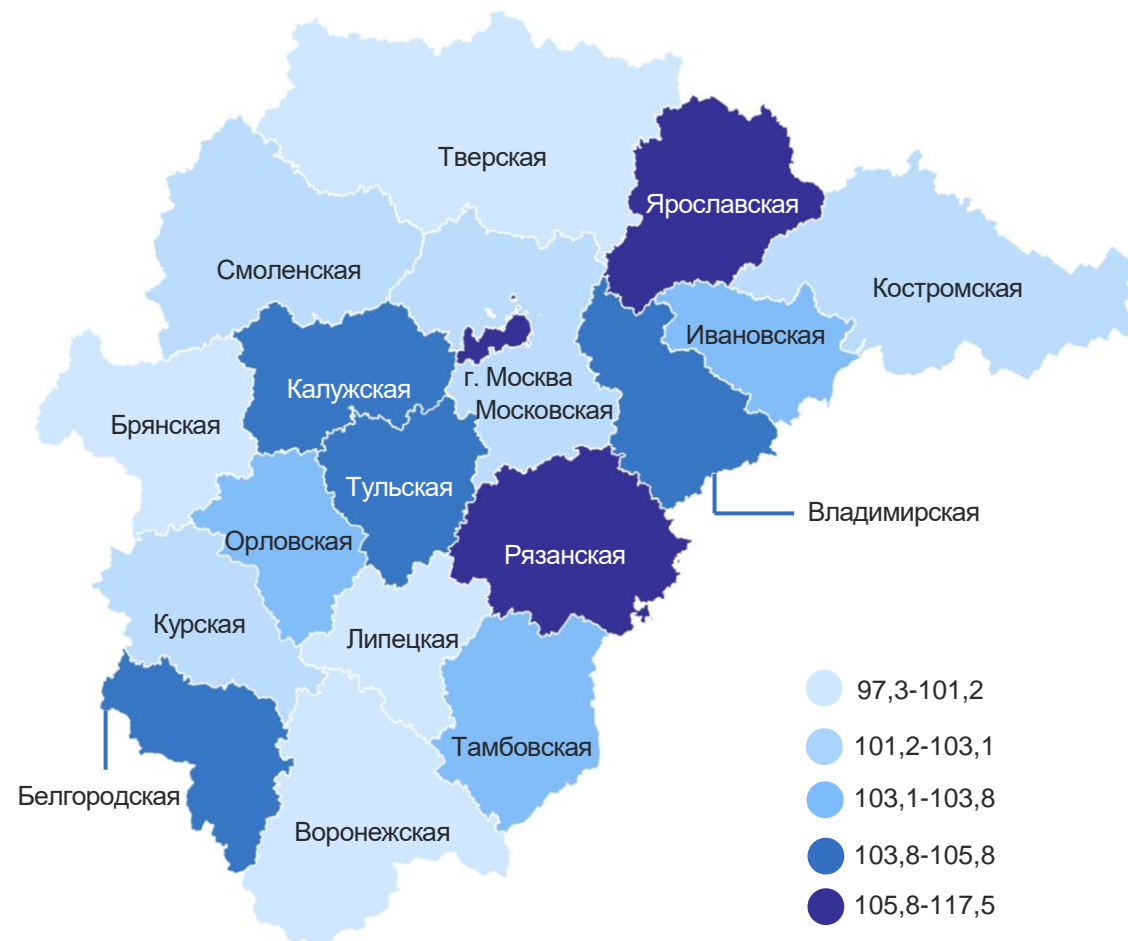 Тверская
Ярославская
Смоленская
Костромская
Ивановская
г. Москва
Калужская
Московская
Брянская
Тульская
Владимирская
Орловская
Рязанская
Курская
Липецкая
97,3-101,2
101,2-103,1
Тамбовская
Белгородская
103,1-103,8
Воронежская
103,8-105,8
105,8-117,5